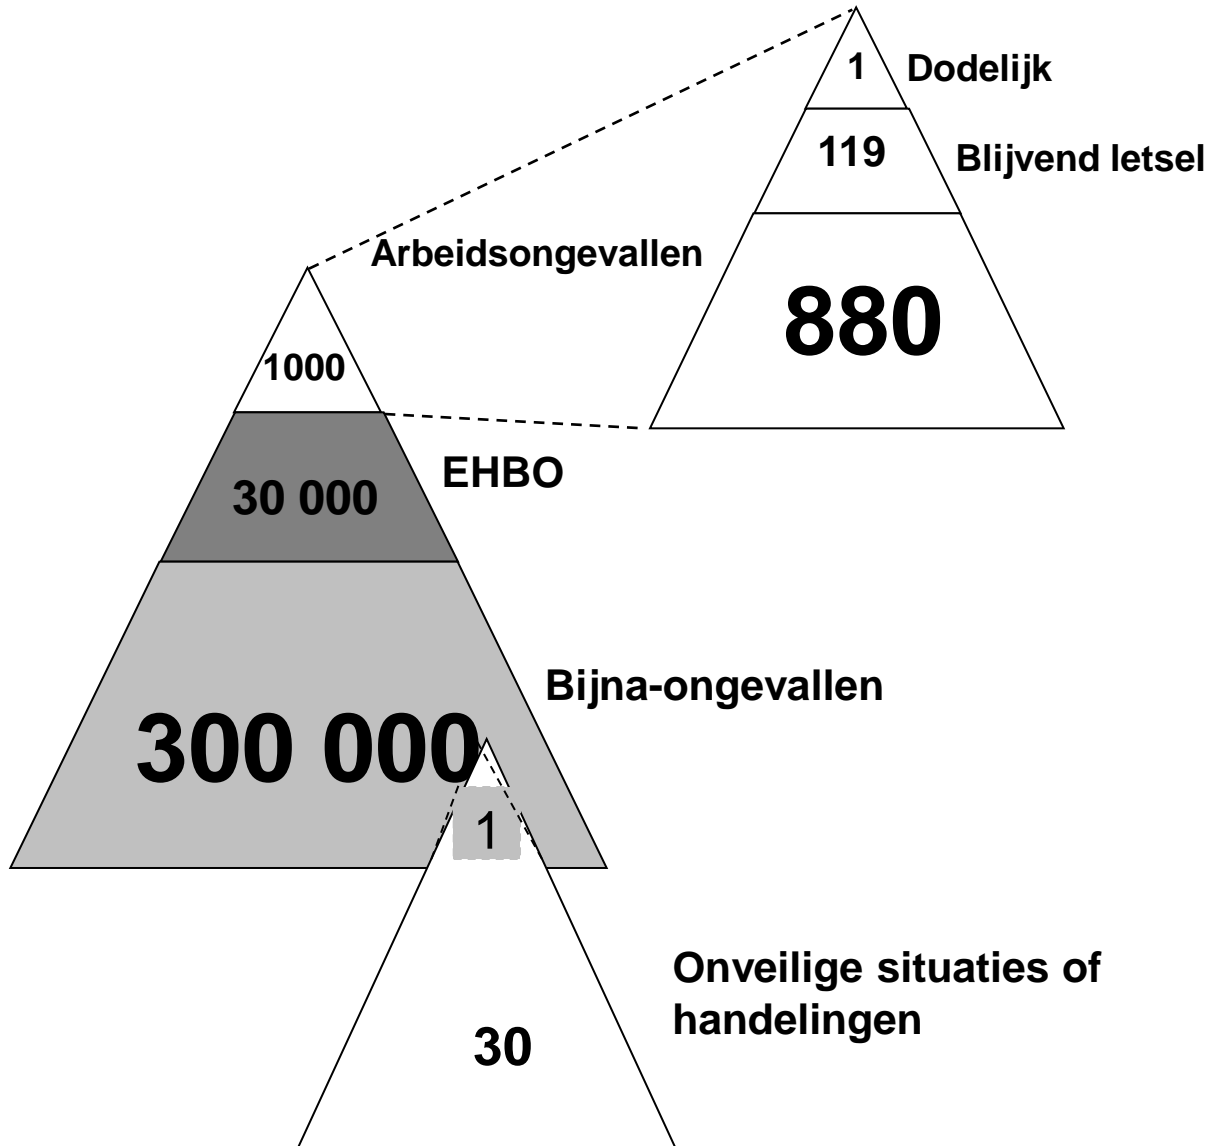 1
Dodelijk
119
Blijvend letsel
Arbeidsongevallen
880
1000
EHBO
30 000
Bijna-ongevallen
300 000
1
Onveilige situaties of
handelingen
30